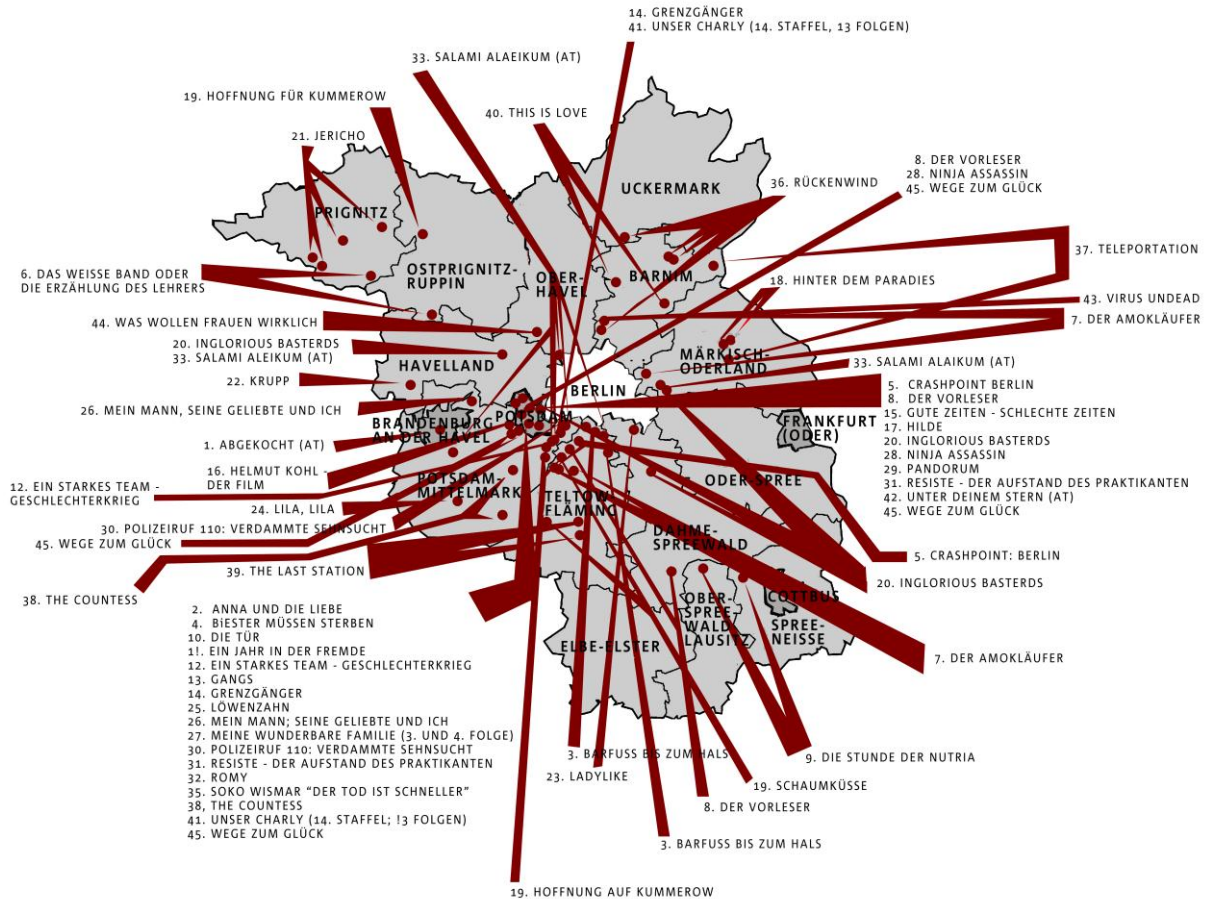 14. GRENZGÄNGER
41. UNSER CHARLY (14. STAFFEL, 13 FOLGEN)
33. SALAMI ALAEIKUM (AT)
19. HOFFNUNG FÜR KUMMEROW
40. THIS IS LOVE
21. JERICHO
8. DER VORLESER
28. NINJA ASSASSIN
45. WEGE ZUM GLÜCK
36. RÜCKENWIND
UCKERMARK
PRIGNITZ
37. TELEPORTATION
6. DAS WEISSE BAND ODER
DIE ERZÄHLUNG DES LEHRERS
OSTPRIGNITZ-
RUPPIN
OBER-
HAVEL
BARNIM
18. HINTER DEM PARADIES
43. VIRUS UNDEAD
7. DER AMOKLÄUFER
44. WAS WOLLEN FRAUEN WIRKLICH
20. INGLORIOUS BASTERDS
33. SALAMI ALEIKUM (AT)
HAVELLAND
MÄRKISCH-
ODERLAND
33. SALAMI ALAIKUM (AT)
22. KRUPP
BERLIN
5. CRASHPOINT BERLIN
8. DER VORLESER
15. GUTE ZEITEN - SCHLECHTE ZEITEN
17. HILDE
20. INGLORIOUS BASTERDS
28. NINJA ASSASSIN
29. PANDORUM
31. RESISTE - DER AUFSTAND DES PRAKTIKANTEN
42. UNTER DEINEM STERN (AT)
45. WEGE ZUM GLÜCK
26. MEIN MANN, SEINE GELIEBTE UND ICH
POTSDAM
BRANDENBURG
AN DER HAVEL
FRANKFURT
(ODER)
1. ABGEKOCHT (AT)
16. HELMUT KOHL -
DER FILM
12. EIN STARKES TEAM -
GESCHLECHTERKRIEG
POTSDAM-
MITTELMARK
ODER-SPREE
24. LILA, LILA
TELTOW-
FLÄMING
30. POLIZEIRUF 110: VERDAMMTE SEHNSUCHT
45. WEGE ZUM GLÜCK
DAHME-
SPREEWALD
5. CRASHPOINT: BERLIN
39. THE LAST STATION
20. INGLORIOUS BASTERDS
38. THE COUNTESS
COTTBUS
OBER-
SPREE
WALD
LAUSITZ
SPREE-
NEISSE
ELBE-ELSTER
7. DER AMOKLÄUFER
2. ANNA UND DIE LIEBE
4. BiESTER MÜSSEN STERBEN
10. DIE TÜR
1!. EIN JAHR IN DER FREMDE
12. EIN STARKES TEAM - GESCHLECHTERKRIEG
13. GANGS
14. GRENZGÄNGER
25. LÖWENZAHN
26. MEIN MANN; SEINE GELIEBTE UND ICH
27. MEINE WUNDERBARE FAMILIE (3. UND 4. FOLGE)
30. POLIZEIRUF 110: VERDAMMTE SEHNSUCHT
31. RESISTE - DER AUFSTAND DES PRAKTIKANTEN
32. ROMY
35. SOKO WISMAR "DER TOD IST SCHNELLER"
38, THE COUNTESS
41. UNSER CHARLY (14. STAFFEL; !3 FOLGEN)
45. WEGE ZUM GLÜCK
3. BARFUSS BIS ZUM HALS
23. LADYLIKE
9. DIE STUNDE DER NUTRIA
19. SCHAUMKÜSSE
8. DER VORLESER
3. BARFUSS BIS ZUM HALS
19. HOFFNUNG AUF KUMMEROW